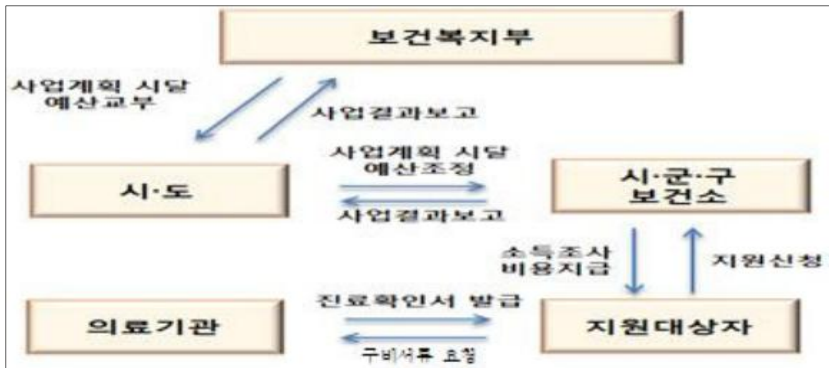 보건복지부
사업계획 시달
예산교부
사업결과보고
시·도
사업계획 시달
예산조정
사업결과보고
시·군·구
보건소
소득조사
비용지급
지원신청
의료기관
진료확인서 발급
구비서류 요청
지원대상자